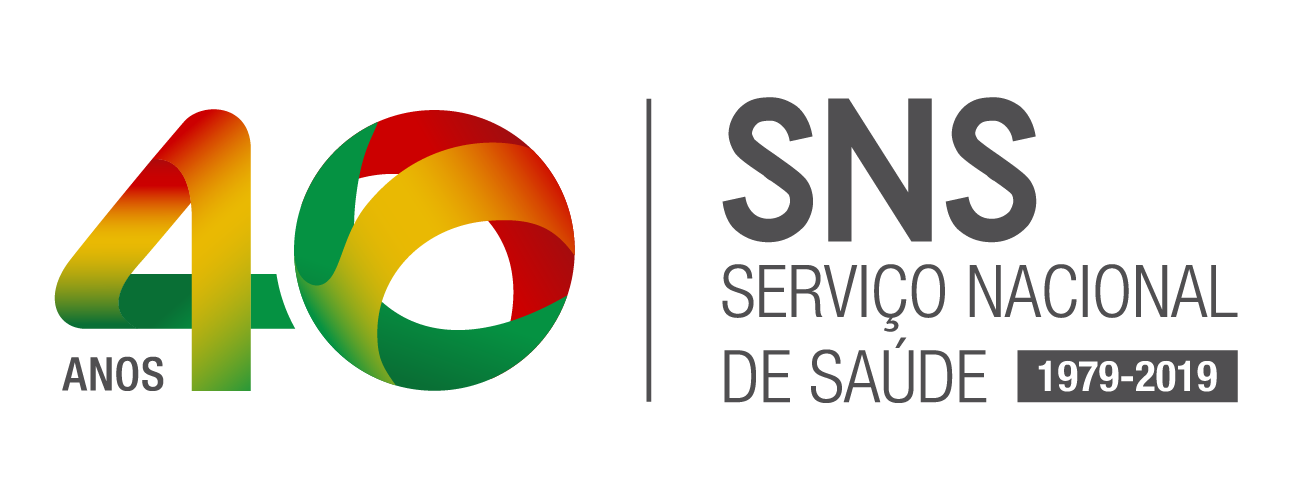 40
ANOS
SNS
SERVIÇO NACIONAL
DE SAÚDE 1979-2019